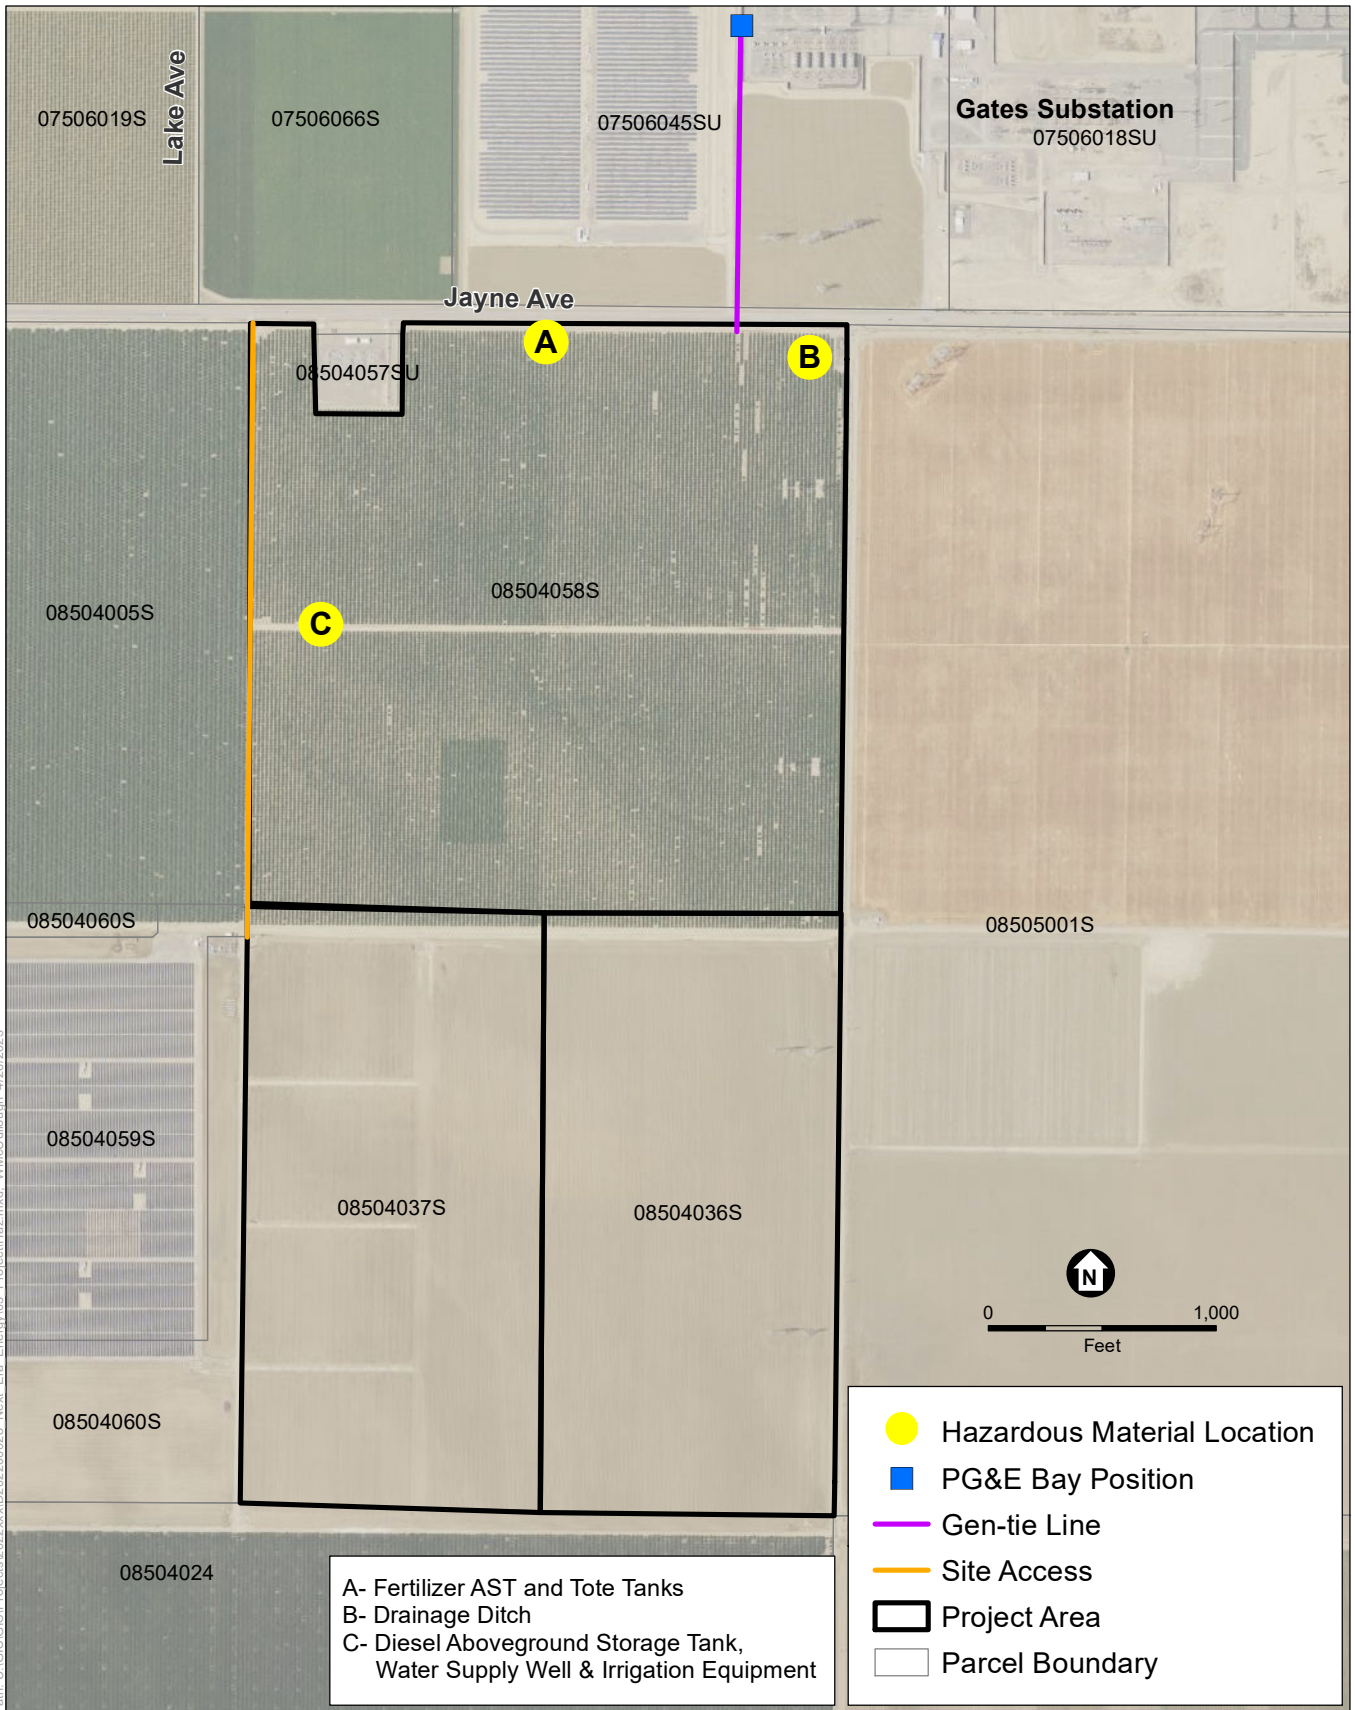 Lake Ave
07506019S
07506066S
07506045SU
Gates Substation
07506018SU
Jayne Ave
A
B
08504057SU
08504058S
08504005S
C
08504060S
08505001S
08504059S
08504037S
08504036S
N
0 1,000
Feet
08504060S
08504024
A- Fertilizer AST and Tote Tanks
B- Drainage Ditch
C- Diesel Aboveground Storage Tank,
Water Supply Well & Irrigation Equipment
Hazardous Material Location
PG&E Bay Position
Gen-tie Line
Site Access
Project Area
Parcel Boundary